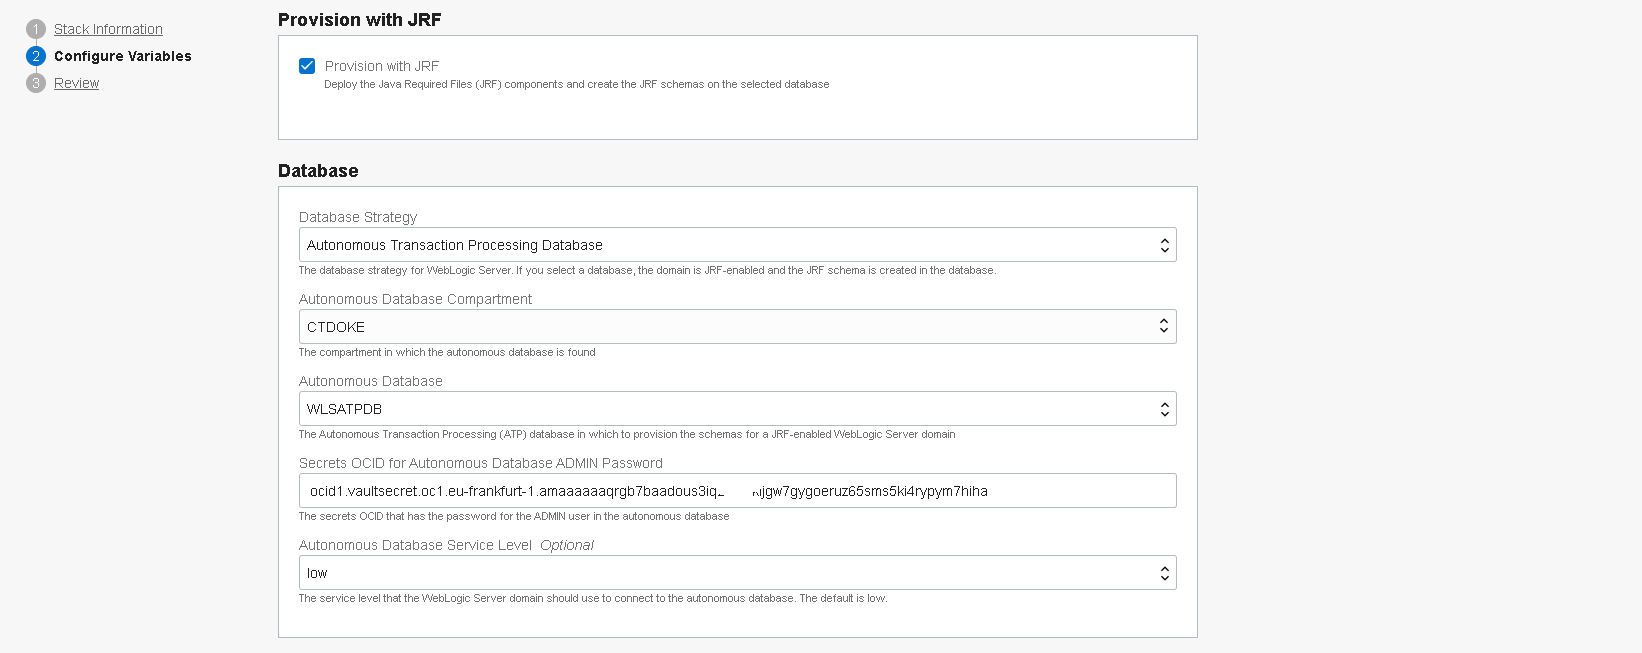 1 Stack Information
2 Configure Variables
3 Review
Provision with JRF
Provision with JRF
Deploy the Java Required Files (JRF) components and create the JRF schemas on the selected database
Database
Database Strategy
Autonomous Transaction Processing Database
The database strategy for WebLogic Server. If you select a database, the domain is JRF-enabled and the JRF schema is created in the database.
Autonomous Database Compartment
CTDOKE
The compartment in which the autonomous database is found
Autonomous Database
WLSATPDB
The Autonomous Transaction Processing (ATP) database in which to provision the schemas for a JRF-enabled WebLogic Server domain
Secrets OCID for Autonomous Database ADMIN Password
ocid1.vaultsecret.oc1.eu-frankfurt-1.amaaaaaaqrgb7baadous3iq jgw7gygoeruz65sms5ki4rypym7hiha
The secrets OCID that has the password for the ADMIN user in the autonomous database
Autonomous Database Service Level Optional
low
The service level that the WebLogic Server domain should use to connect to the autonomous database. The default is low.